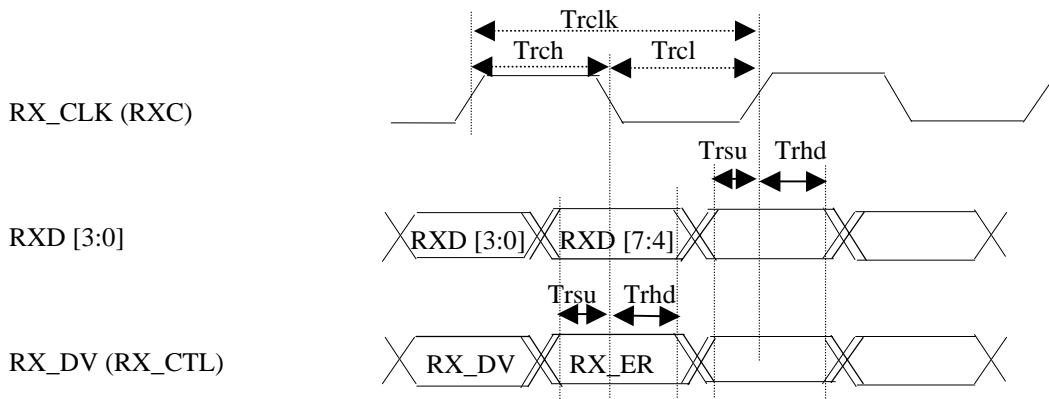 Trclk
Trch Trcl
RX_CLK (RXC)
Trsu Trhd
RXD [3:0] RXD [3:0] RXD [7:4]
Trsu Trhd
RX_DV (RX_CTL) RX_DV RX_ER